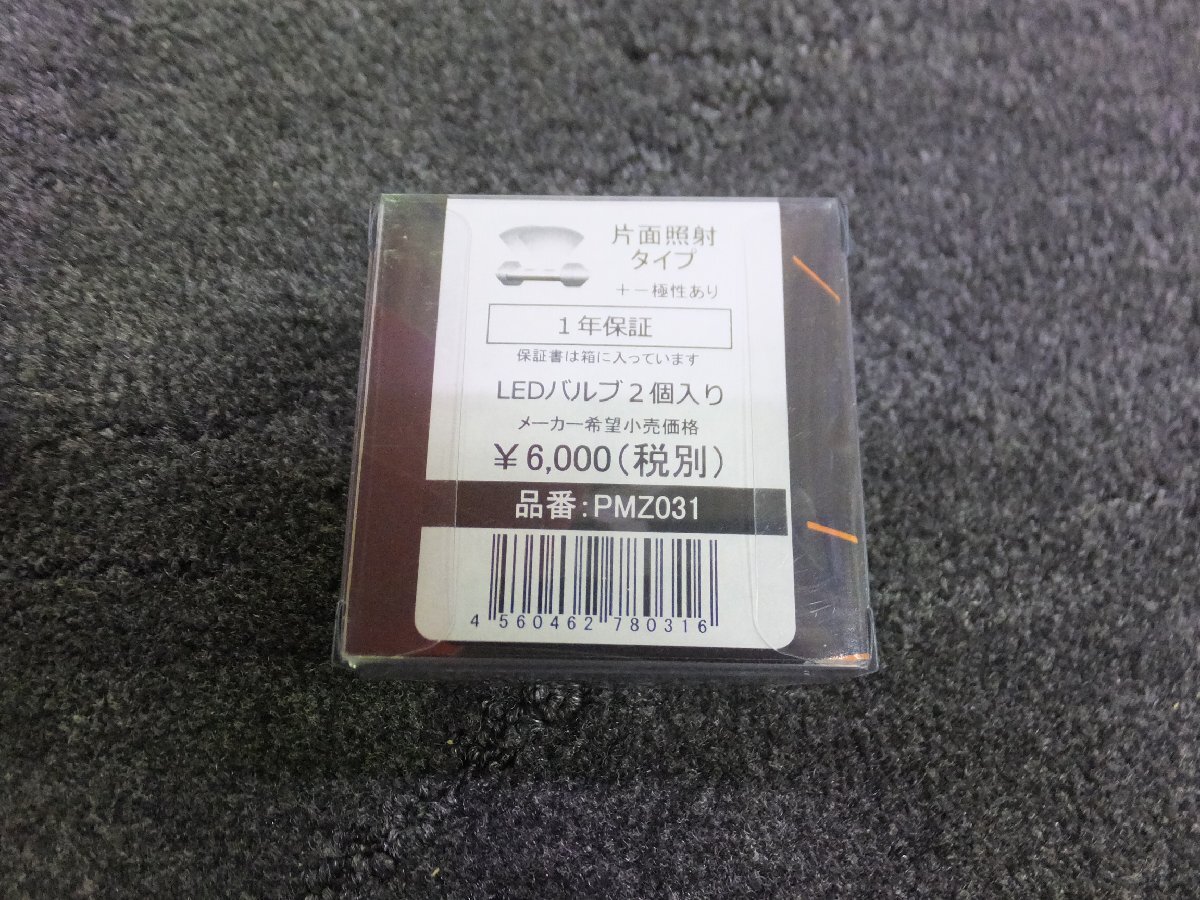 片面照射
タイプ
＋－極性あり
１年保証
保証書は箱に入っています
LEDバルブ２個入り
メーカー希望小売価格
￥6,000(税別)
品番:PMZ031
4 560462 780316